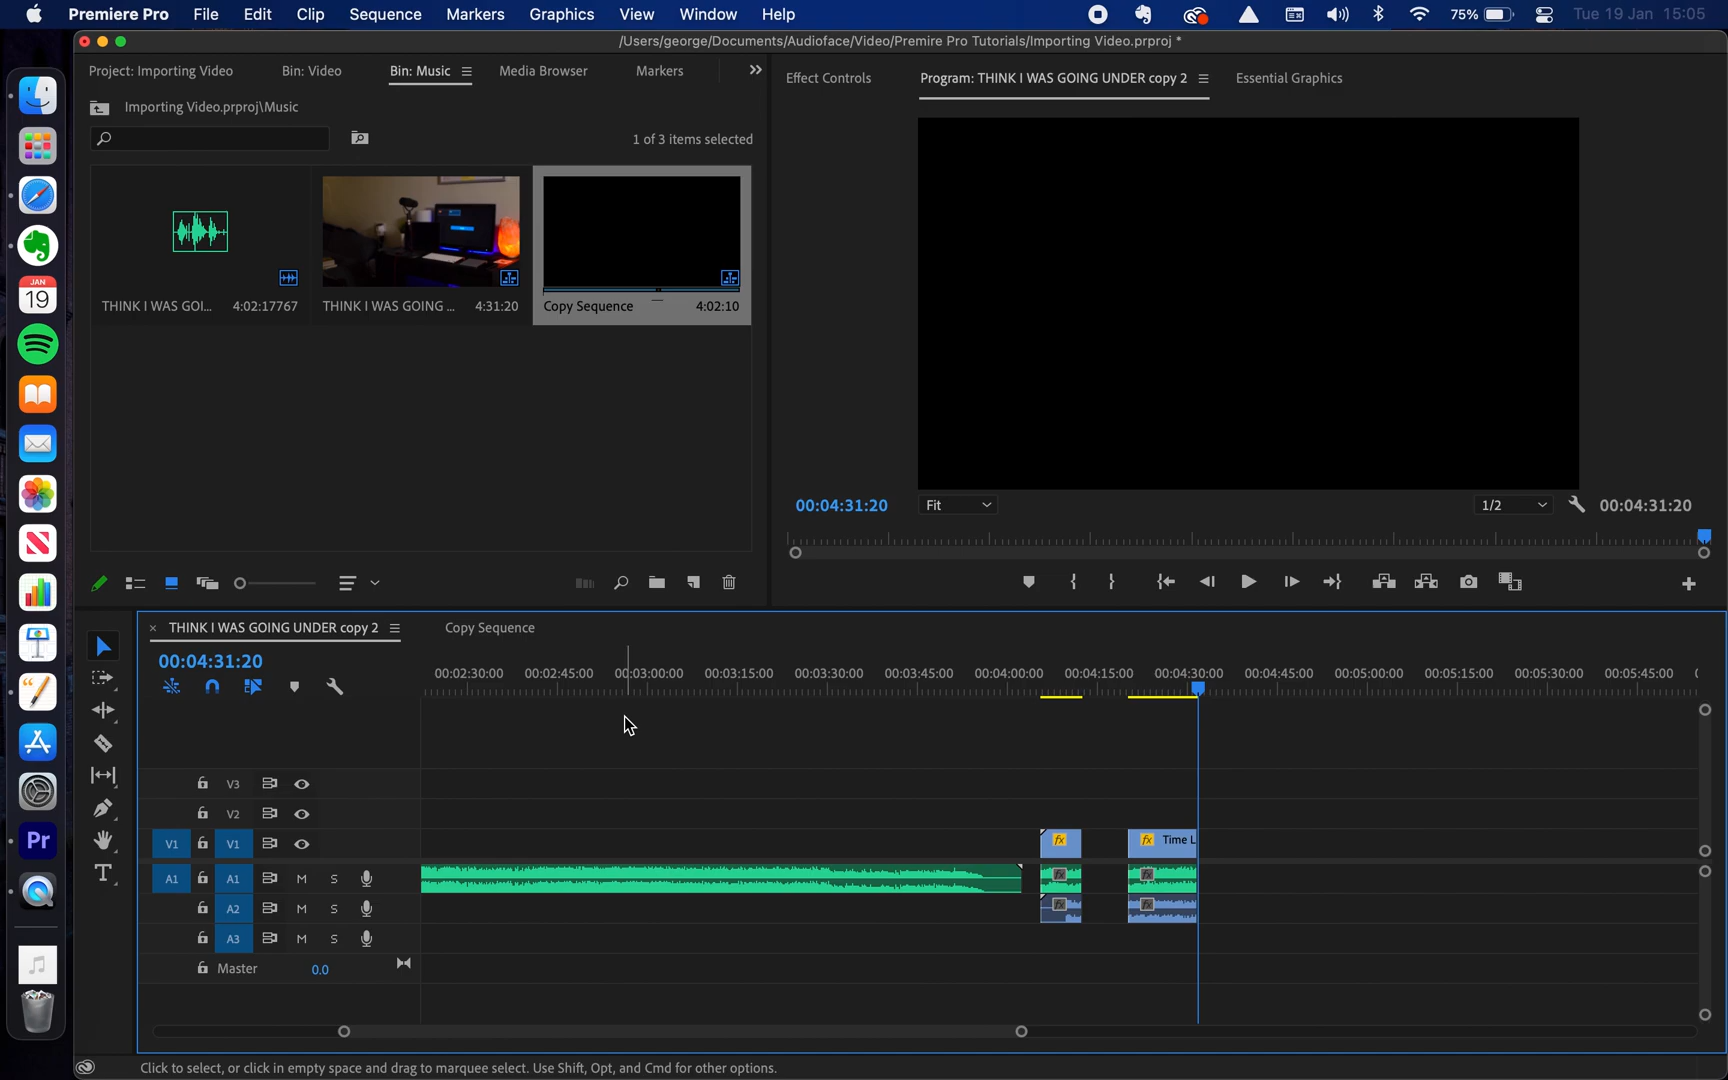 Premiere Pro File Edit Clip Sequence Markers Graphics View Window Help 75% Tue 19 Jan 15:05
/Users/george/Documents/Audioface/Video/Premire Pro Tutorials/Importing Video.prproj *
Project: Importing Video Bin: Video Bin: Music Media Browser Markers
Effect Controls Program: THINK I WAS GOING UNDER copy 2 Essential Graphics
Importing Video.prproj\Music
1 of 3 items selected
THINK I WAS GOI... 4:02:17767 THINK I WAS GOING ... 4:31:20 Copy Sequence 4:02:10
JAN
19
00:04:31:20 Fit 1/2 00:04:31:20
THINK I WAS GOING UNDER copy 2 Copy Sequence
00:04:31:20
00:02:30:00 00:02:45:00 00:03:00:00 00:03:15:00 00:03:30:00 00:03:45:00 00:04:00:00 00:04:15:00 00:04:30:00 00:04:45:00 00:05:00:00 00:05:15:00 00:05:30:00 00:05:45:00
V3
V2
V1 V1 fx fx Time L
A1 A1 M S fx fx
A2 M S fx fx
A3 M S
Master 0.0
Pr
T
Click to select, or click in empty space and drag to marquee select. Use Shift, Opt, and Cmd for other options.